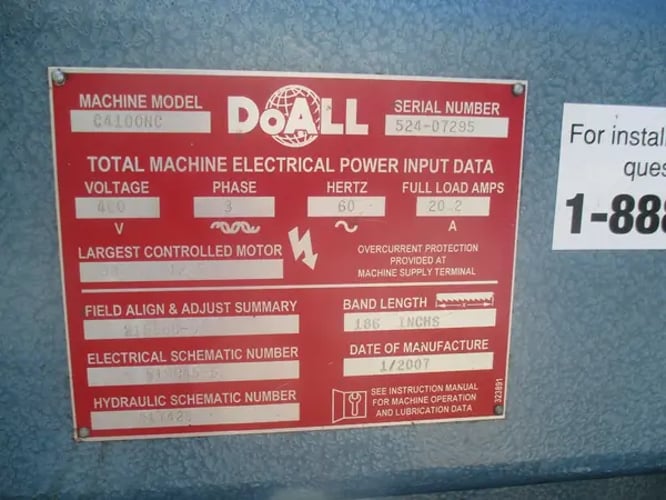 MACHINE MODEL
C4100NC
DoALL
SERIAL NUMBER
524-07295
TOTAL MACHINE ELECTRICAL POWER INPUT DATA
VOLTAGE PHASE HERTZ FULL LOAD AMPS
3 60 20.2
V A
LARGEST CONTROLLED MOTOR
OVERCURRENT PROTECTION
PROVIDED AT
MACHINE SUPPLY TERMINAL
FIELD ALIGN & ADJUST SUMMARY
ELECTRICAL SCHEMATIC NUMBER
HYDRAULIC SCHEMATIC NUMBER
BAND LENGTH
186 INCHS
DATE OF MANUFACTURE
1/2007
SEE INSTRUCTION MANUAL
FOR MACHINE OPERATION
AND LUBRICATION DATA
323891
For instal
ques
1-888